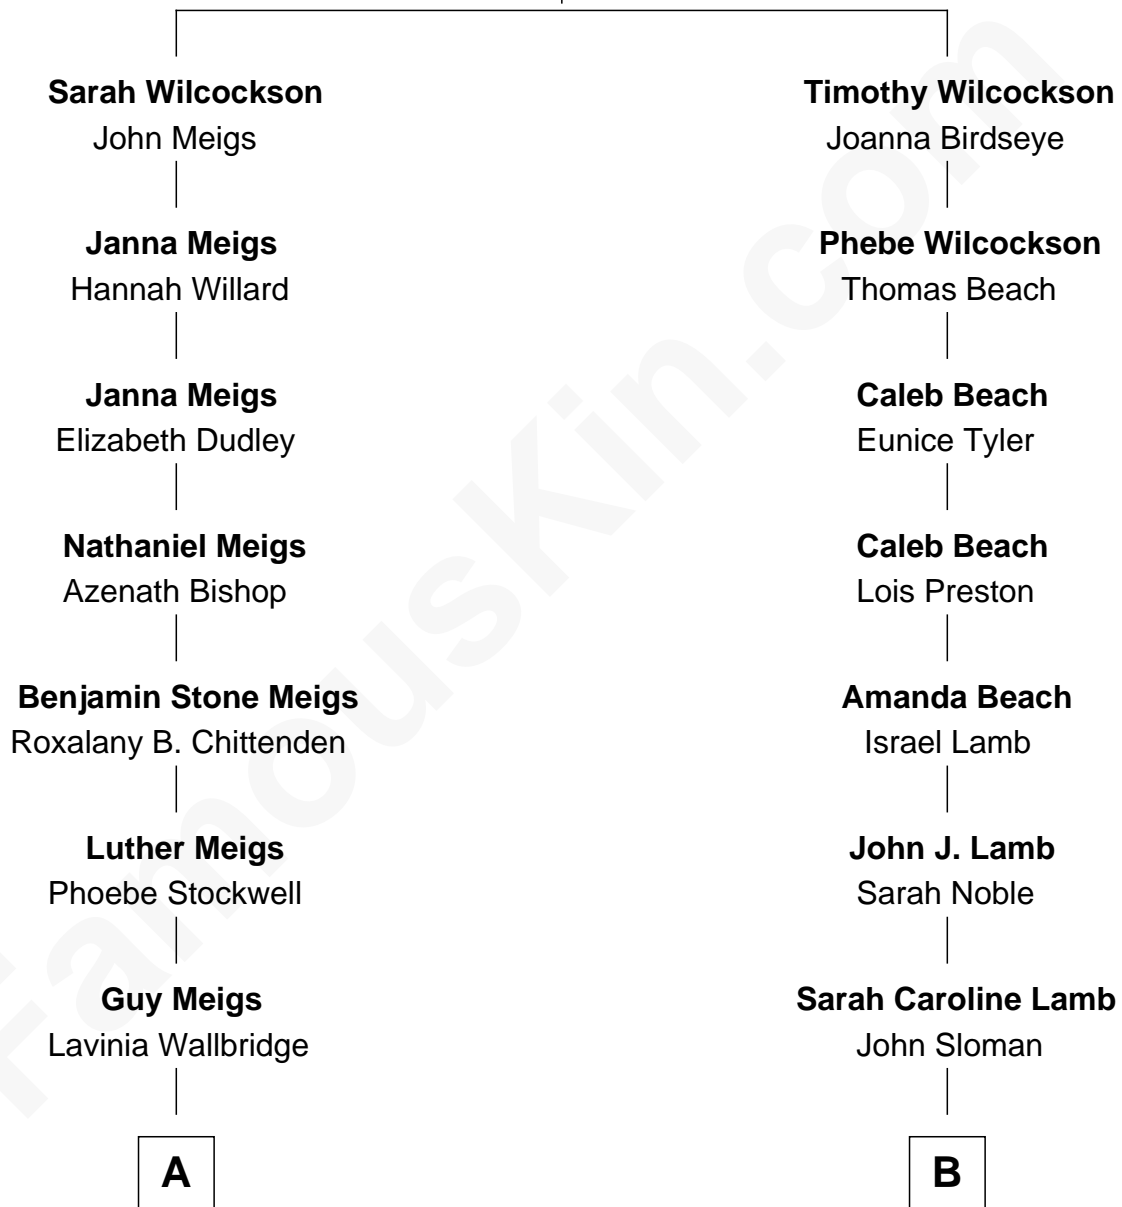 Sarah Wilcockson
John Meigs
Timothy Wilcockson
Joanna Birdseye
Janna Meigs
Hannah Willard
Phebe Wilcockson
Thomas Beach
Janna Meigs
Elizabeth Dudley
Caleb Beach
Eunice Tyler
Nathaniel Meigs
Azenath Bishop
Caleb Beach
Lois Preston
Benjamin Stone Meigs
Roxalany B. Chittenden
Amanda Beach
Israel Lamb
Luther Meigs
Phoebe Stockwell
John J. Lamb
Sarah Noble
Guy Meigs
Lavinia Wallbridge
Sarah Caroline Lamb
John Sloman
A
B
FamousKin.com